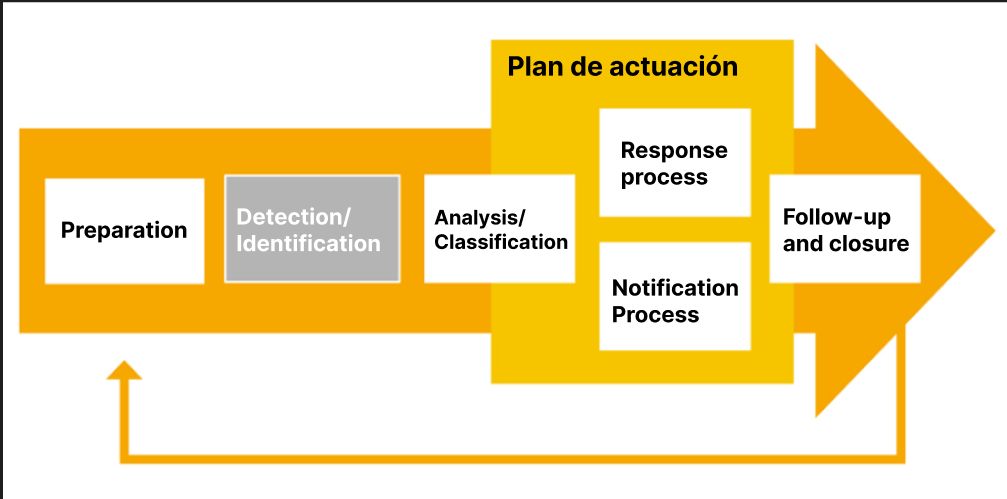 Plan de actuación
Preparation
Detection/
Identification
Analysis/
Classification
Response
process
Notification
Process
Follow-up
and closure